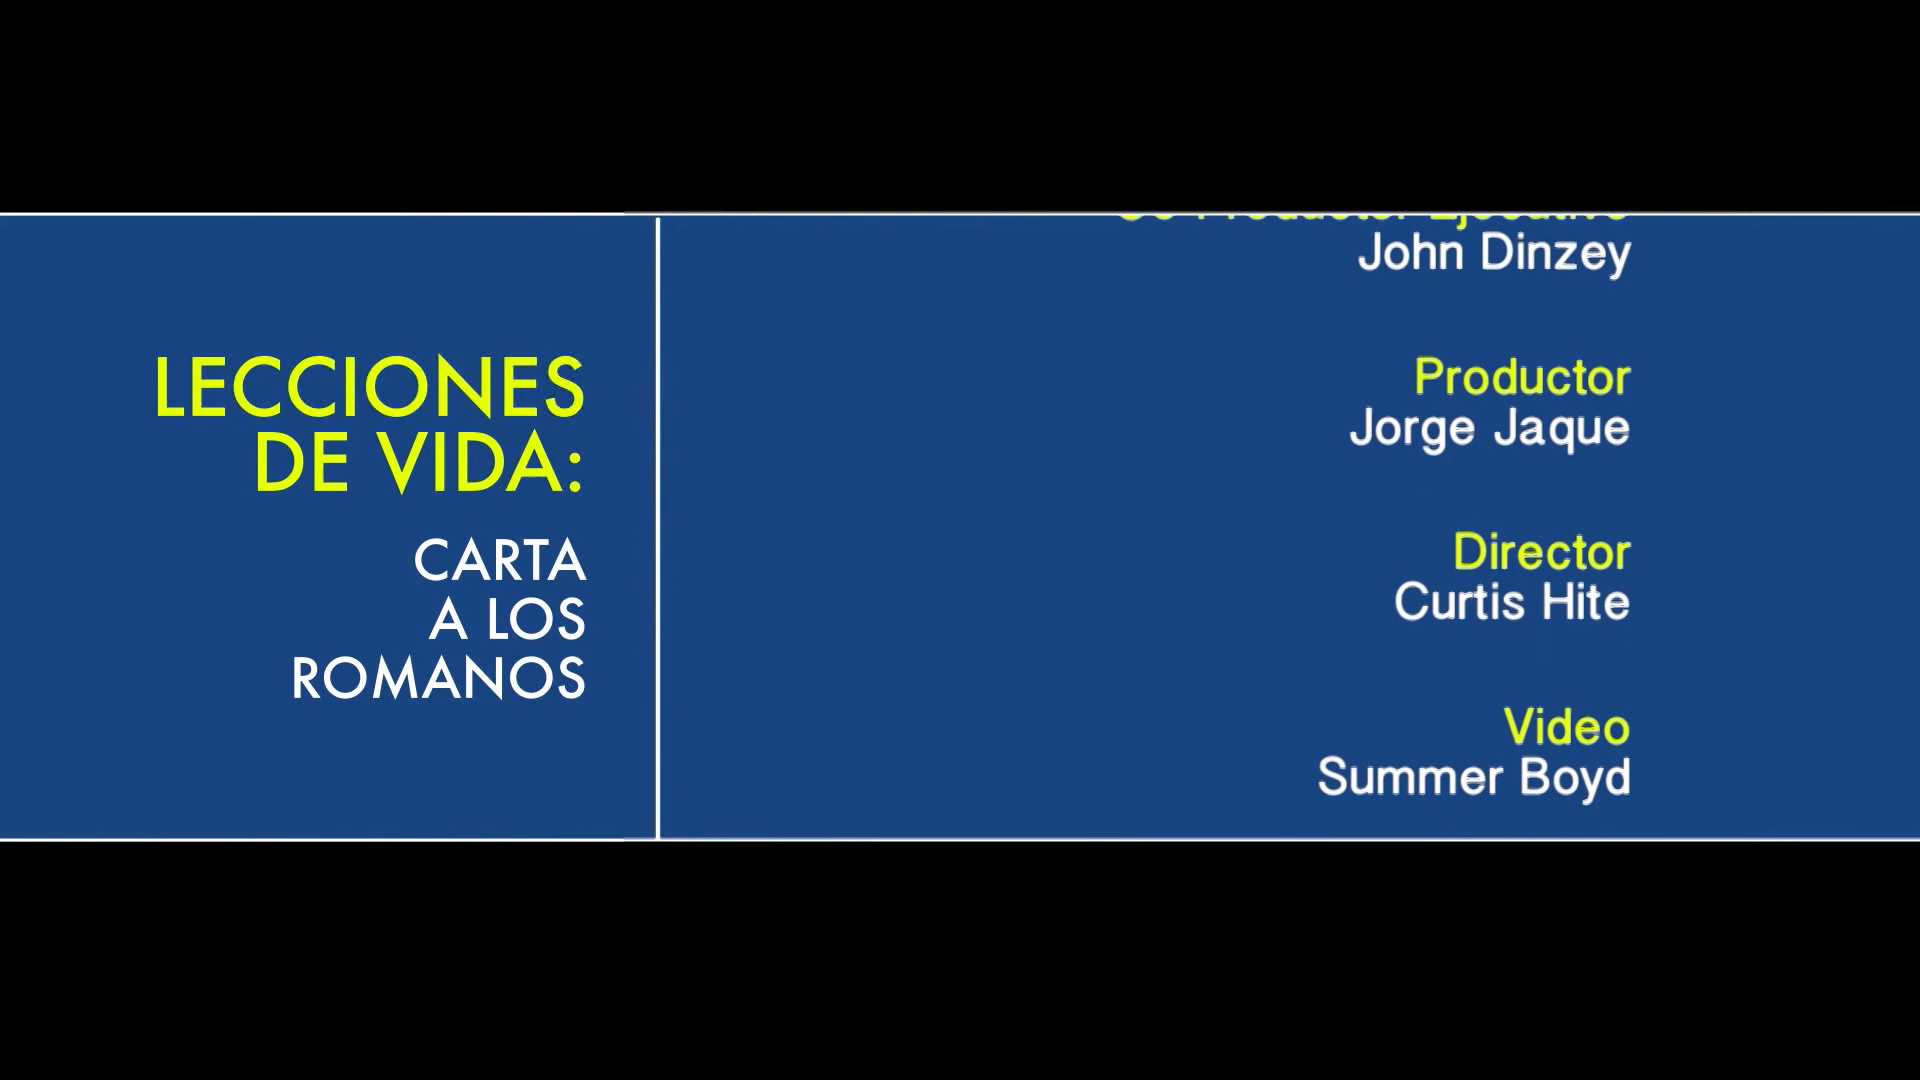 LECCIONES
DE VIDA:
CARTA
A LOS
ROMANOS
John Dinzey
Productor
Jorge Jaque
Director
Curtis Hite
Video
Summer Boyd